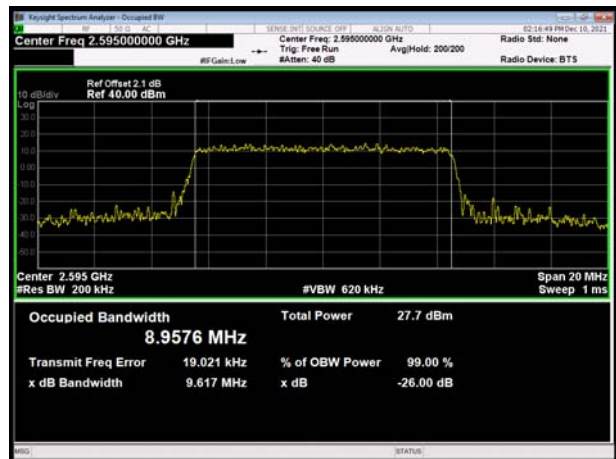 Keysight Spectrum Analyzer - Occupied BW
RF 50 Ω AC SENSE:INT SOURCE OFF ALIGN AUTO 02:16:49 PM Dec 10, 2021
Center Freq 2.595000000 GHz Center Freq: 2.595000000 GHz Radio Std: None
Trig: Free Run Avg|Hold: 200/200
#IFGain:Low #Atten: 40 dB Radio Device: BTS
Ref Offset 2.1 dB
10 dB/div Ref 40.00 dBm
Log
30.0
20.0
10.0
0.00
-10.0
-20.0
-30.0
-40.0
-50.0
Center 2.595 GHz Span 20 MHz
#Res BW 200 kHz #VBW 620 kHz Sweep 1 ms
Occupied Bandwidth Total Power 27.7 dBm
8.9576 MHz
Transmit Freq Error 19.021 kHz % of OBW Power 99.00 %
x dB Bandwidth 9.617 MHz x dB -26.00 dB
MSG STATUS